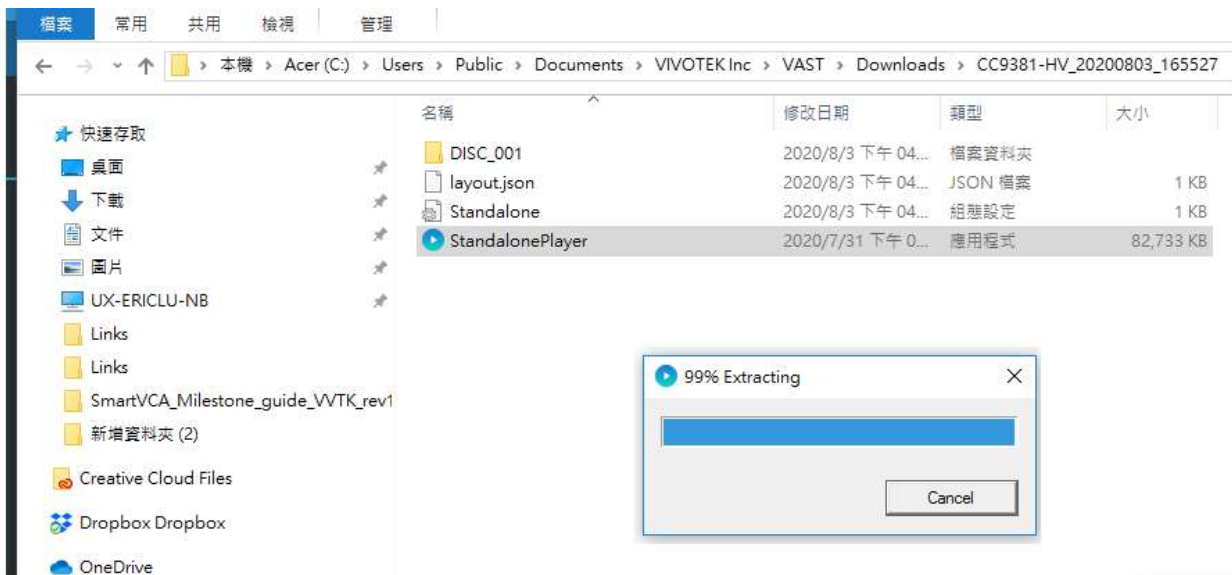 檔案 常用 共用 檢視 管理
本機 > Acer (C:) > Users > Public > Documents > VIVOTEK Inc > VAST > Downloads > CC9381-HV_20200803_165527
名稱 修改日期 類型 大小
快速存取
DISC_001 2020/8/3 下午 04... 檔案資料夾
桌面
layout.json 2020/8/3 下午 04... JSON 檔案 1 KB
下載
Standalone 2020/8/3 下午 04... 組態設定 1 KB
文件
StandalonePlayer 2020/7/31 下午 0... 應用程式 82,733 KB
圖片
UX-ERICLU-NB
Links
Links
SmartVCA_Milestone_guide_VVTK_rev1
新增資料夾 (2)
Creative Cloud Files
Dropbox Dropbox
OneDrive
99% Extracting
Cancel